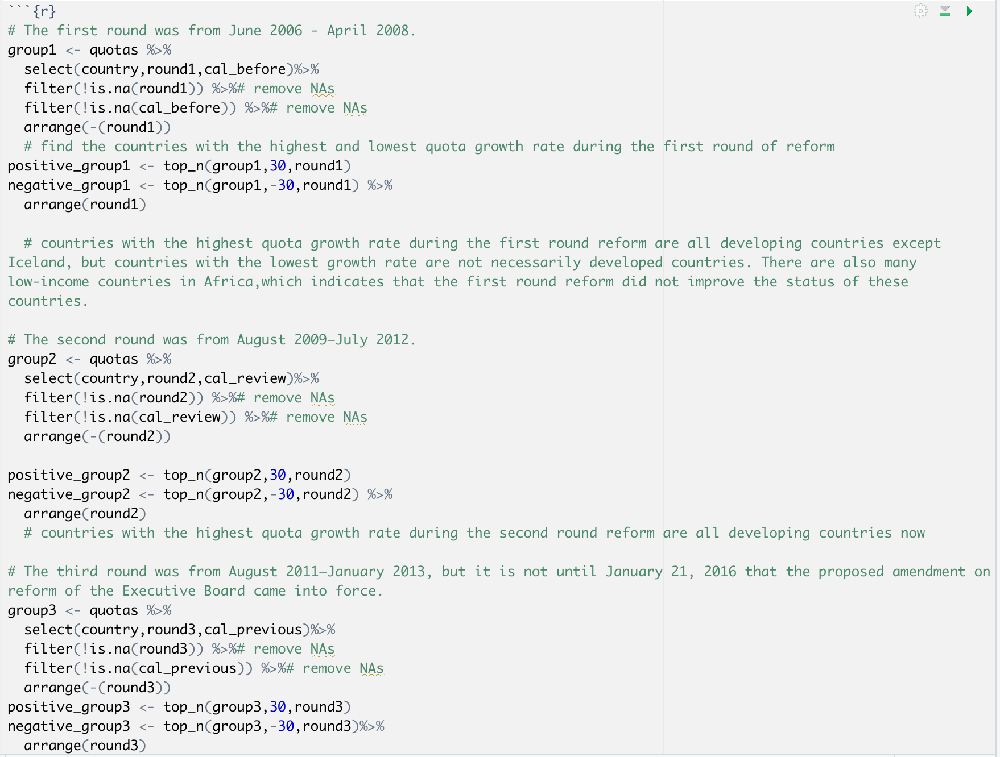 ```{r}
# The first round was from June 2006 - April 2008.
group1 <- quotas %>%
  select(country,round1,cal_before)%>%
  filter(!is.na(round1)) %>%# remove NAs
  filter(!is.na(cal_before)) %>%# remove NAs
  arrange(-(round1))
  # find the countries with the highest and lowest quota growth rate during the first round of reform
positive_group1 <- top_n(group1,30,round1)
negative_group1 <- top_n(group1,-30,round1) %>%
  arrange(round1)
  # countries with the highest quota growth rate during the first round reform are all developing countries except
Iceland, but countries with the lowest growth rate are not necessarily developed countries. There are also many
low-income countries in Africa,which indicates that the first round reform did not improve the status of these
countries.
# The second round was from August 2009–July 2012.
group2 <- quotas %>%
  select(country,round2,cal_review)%>%
  filter(!is.na(round2)) %>%# remove NAs
  filter(!is.na(cal_review)) %>%# remove NAs
  arrange(-(round2))
positive_group2 <- top_n(group2,30,round2)
negative_group2 <- top_n(group2,-30,round2) %>%
  arrange(round2)
  # countries with the highest quota growth rate during the second round reform are all developing countries now
# The third round was from August 2011–January 2013, but it is not until January 21, 2016 that the proposed amendment on
reform of the Executive Board came into force.
group3 <- quotas %>%
  select(country,round3,cal_previous)%>%
  filter(!is.na(round3)) %>%# remove NAs
  filter(!is.na(cal_previous)) %>%# remove NAs
  arrange(-(round3))
positive_group3 <- top_n(group3,30,round3)
negative_group3 <- top_n(group3,-30,round3)%>%
  arrange(round3)